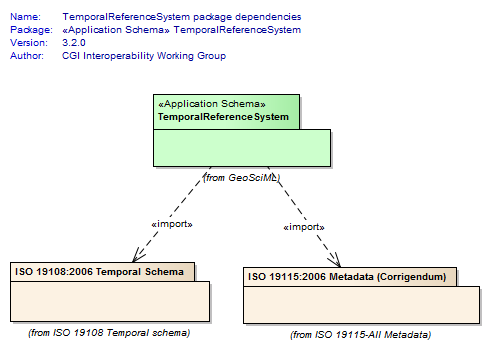 Name: TemporalReferenceSystem package dependencies
Package: «Application Schema» TemporalReferenceSystem
Version: 3.2.0
Author: CGI Interoperability Working Group
«Application Schema»
TemporalReferenceSystem
(from GeoSciML)
«import»
«import»
ISO 19108:2006 Temporal Schema
ISO 19115:2006 Metadata (Corrigendum)
(from ISO 19108 Temporal schema)
(from ISO 19115-All Metadata)